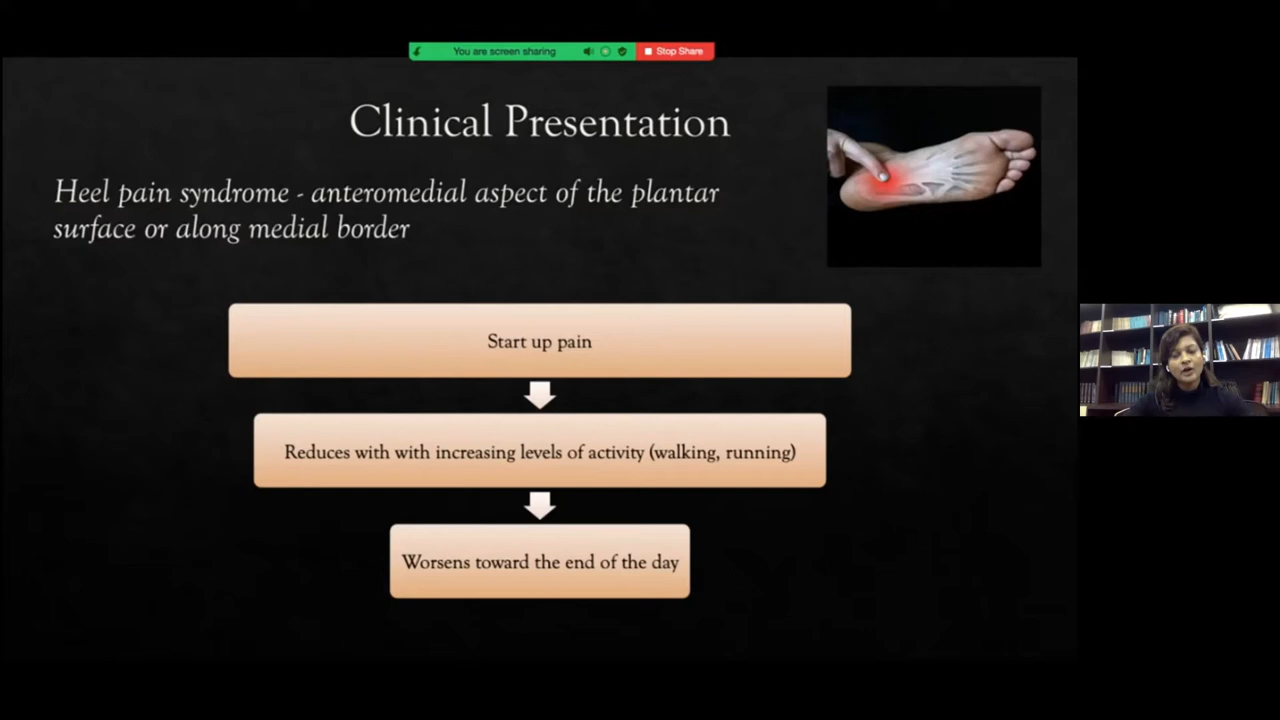 You are screen sharing
Stop Share
Clinical Presentation
Heel pain syndrome - anteromedial aspect of the plantar
surface or along medial border
Start up pain
Reduces with with increasing levels of activity (walking, running)
Worsens toward the end of the day